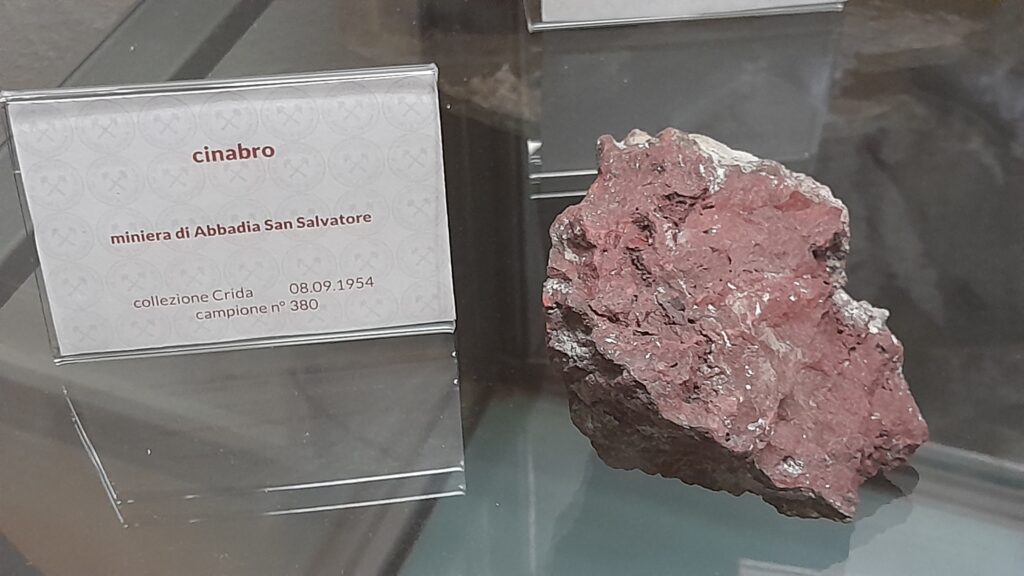 cinabro
miniera di Abbadia San Salvatore
collezione Crida 08.09.1954
campione n° 380